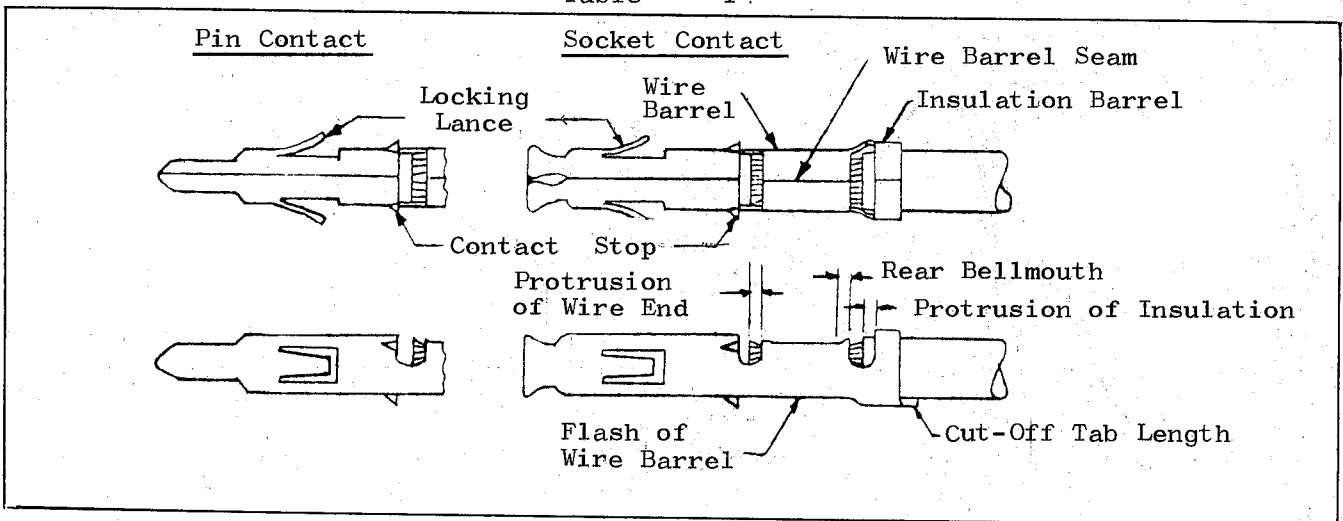 Pin Contact
Socket Contact
Wire Barrel Seam
Locking
Lance
Wire
Barrel
Insulation Barrel
Contact Stop
Protrusion
of Wire End
Rear Bellmouth
Protrusion of Insulation
Flash of
Wire Barrel
Cut-Off Tab Length